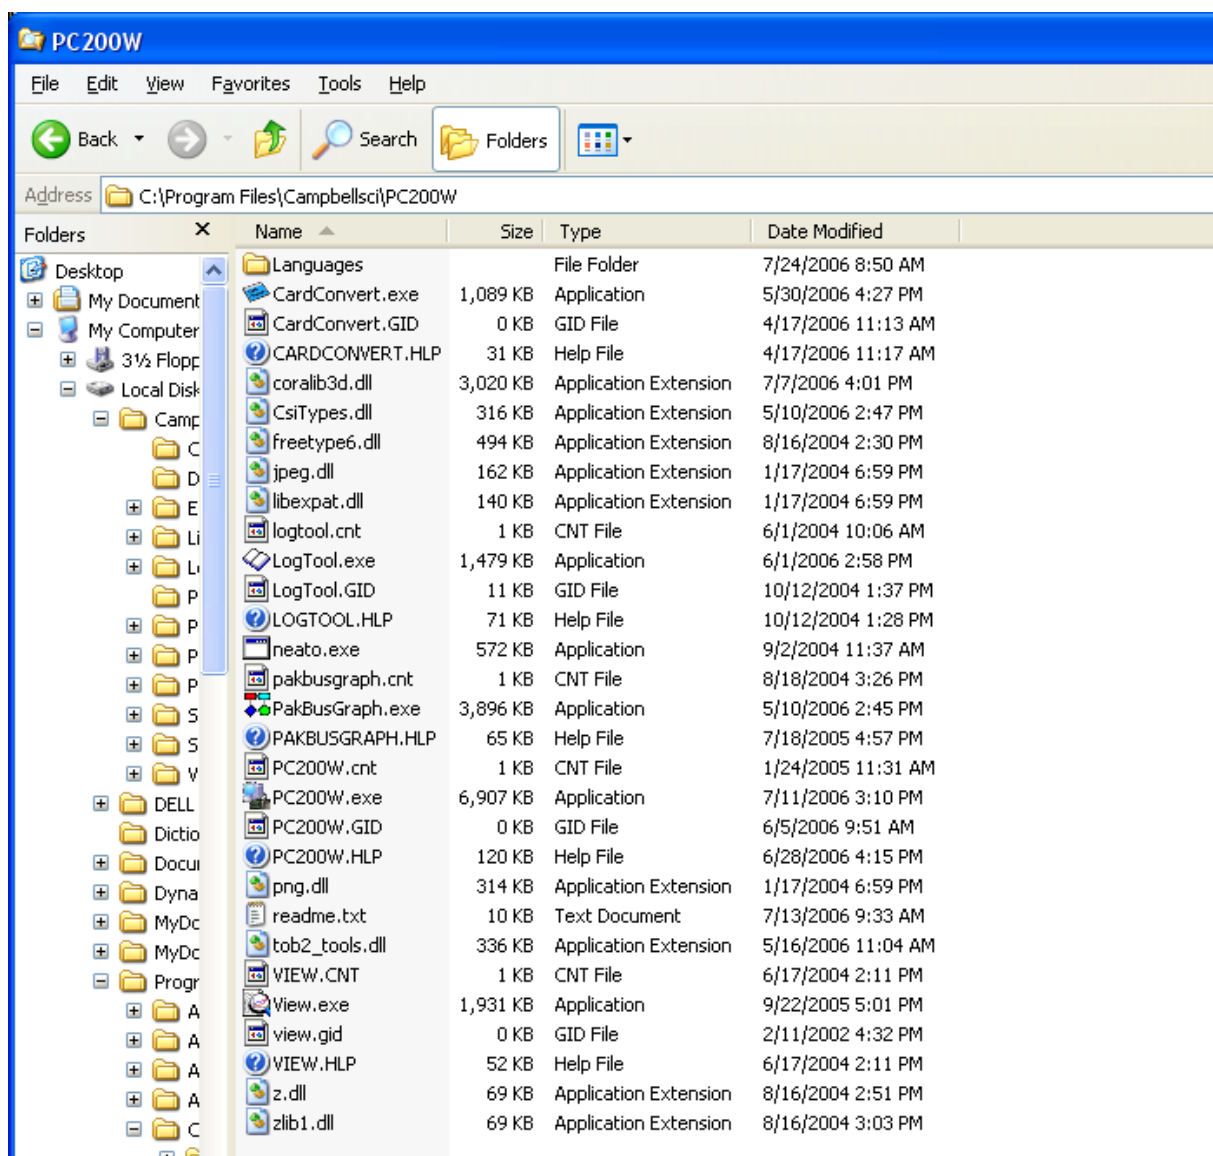 PC200W
File Edit View Favorites Tools Help
Back Search Folders
Address C:\Program Files\Campbellsci\PC200W
Folders X Name Size Type Date Modified
Desktop
My Document
My Computer
3½ Flopp
Local Disk
Camp
C
D
E
Li
P
P
P
P
S
S
V
DELL
Dictio
Docu
Dyna
MyDo
MyDo
Progr
A
A
A
A
C
Languages File Folder 7/24/2006 8:50 AM
CardConvert.exe 1,089 KB Application 5/30/2006 4:27 PM
CardConvert.GID 0 KB GID File 4/17/2006 11:13 AM
CARDCONVERT.HLP 31 KB Help File 4/17/2006 11:17 AM
coralib3d.dll 3,020 KB Application Extension 7/7/2006 4:01 PM
CsiTypes.dll 316 KB Application Extension 5/10/2006 2:47 PM
freetype6.dll 494 KB Application Extension 8/16/2004 2:30 PM
jpeg.dll 162 KB Application Extension 1/17/2004 6:59 PM
libexpat.dll 140 KB Application Extension 1/17/2004 6:59 PM
logtool.cnt 1 KB CNT File 6/1/2004 10:06 AM
LogTool.exe 1,479 KB Application 6/1/2006 2:58 PM
LogTool.GID 11 KB GID File 10/12/2004 1:37 PM
LOGTOOL.HLP 71 KB Help File 10/12/2004 1:28 PM
neato.exe 572 KB Application 9/2/2004 11:37 AM
pakbusgraph.cnt 1 KB CNT File 8/18/2004 3:26 PM
PakBusGraph.exe 3,896 KB Application 5/10/2006 2:45 PM
PAKBUSGRAPH.HLP 65 KB Help File 7/18/2005 4:57 PM
PC200W.cnt 1 KB CNT File 1/24/2005 11:31 AM
PC200W.exe 6,907 KB Application 7/11/2006 3:10 PM
PC200W.GID 0 KB GID File 6/5/2006 9:51 AM
PC200W.HLP 120 KB Help File 6/28/2006 4:15 PM
png.dll 314 KB Application Extension 1/17/2004 6:59 PM
readme.txt 10 KB Text Document 7/13/2006 9:33 AM
tob2_tools.dll 336 KB Application Extension 5/16/2006 11:04 AM
VIEW.CNT 1 KB CNT File 6/17/2004 2:11 PM
View.exe 1,931 KB Application 9/22/2005 5:01 PM
view.gid 0 KB GID File 2/11/2002 4:32 PM
VIEW.HLP 52 KB Help File 6/17/2004 2:11 PM
z.dll 69 KB Application Extension 8/16/2004 2:51 PM
zlib1.dll 69 KB Application Extension 8/16/2004 3:03 PM